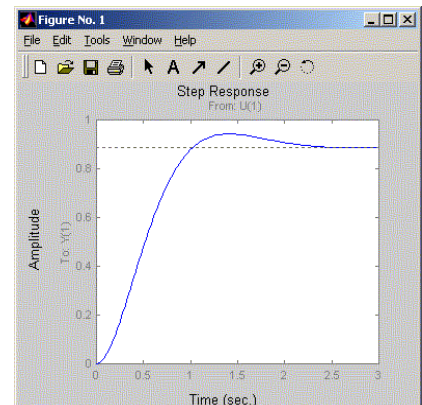 Figure No. 1
File Edit Tools Window Help
A
Step Response
From: U(1)
Amplitude
To: Y(1)
1
0.8
0.6
0.4
0.2
0
0 0.5 1 1.5 2 2.5 3
Time (sec.)